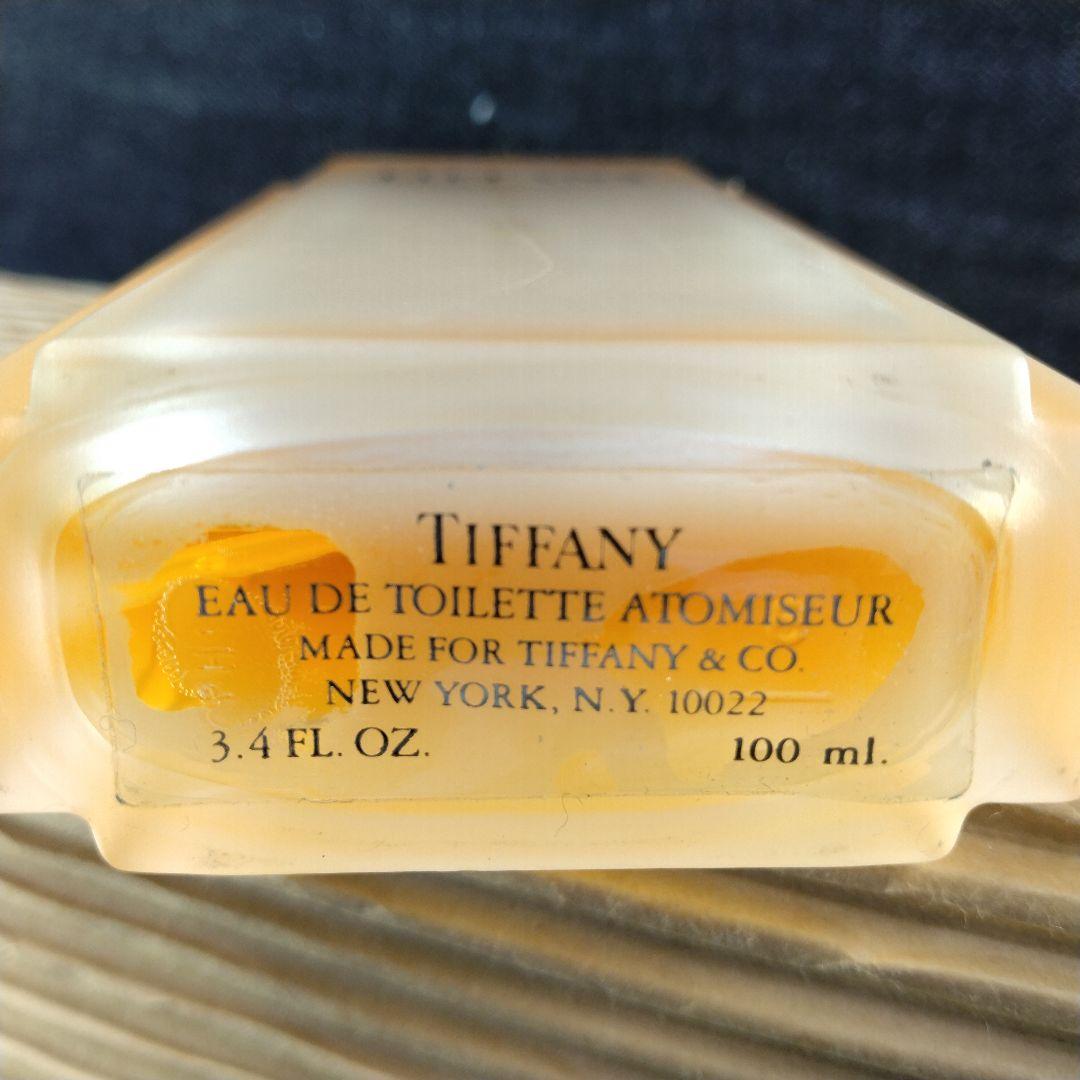 TIFFANY
EAU DE TOILETTE ATOMISEUR
MADE FOR TIFFANY & CO.
NEW YORK, N.Y. 10022
3.4 FL. OZ. 100 ml.